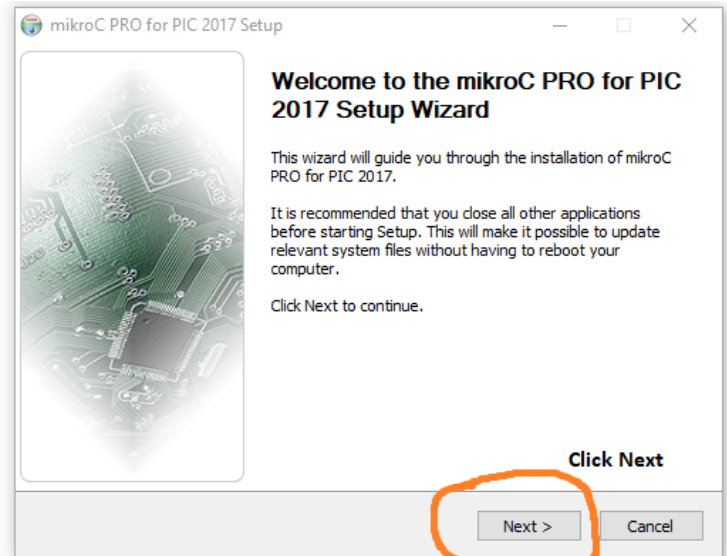 mikroC PRO for PIC 2017 Setup
Welcome to the mikroC PRO for PIC
2017 Setup Wizard
This wizard will guide you through the installation of mikroC
PRO for PIC 2017.
It is recommended that you close all other applications
before starting Setup. This will make it possible to update
relevant system files without having to reboot your
computer.
Click Next to continue.
Click Next
Next >
Cancel